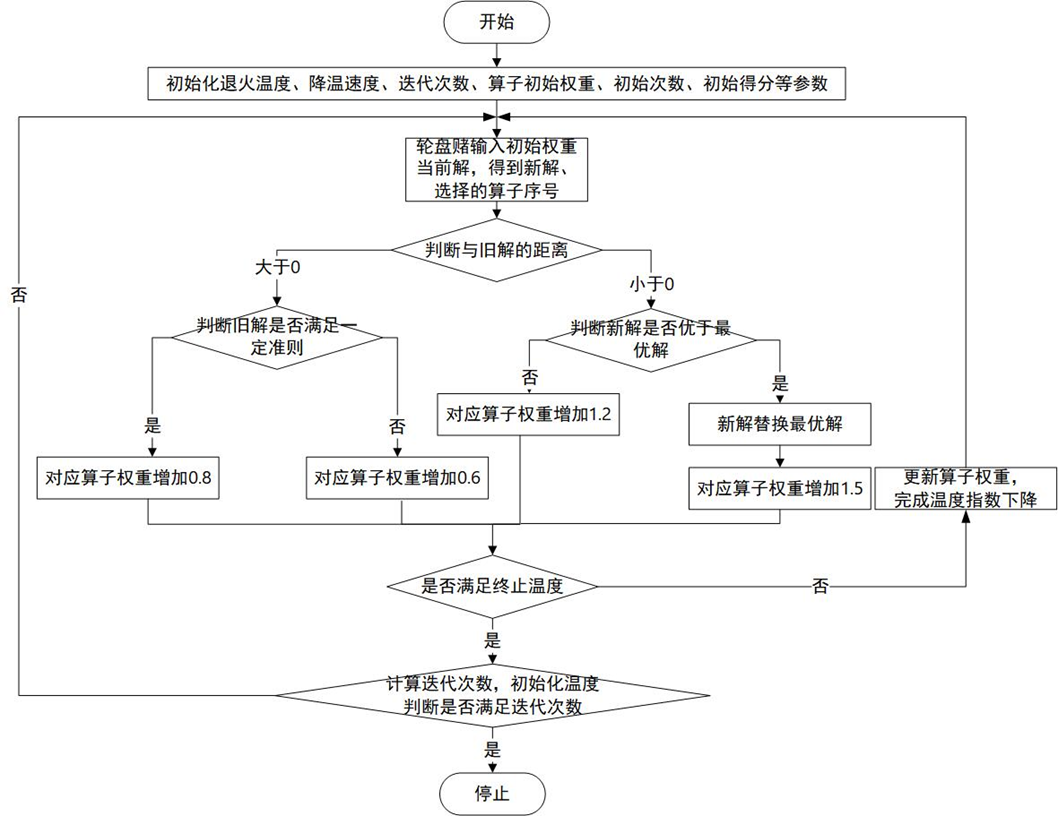 开始
初始化退火温度、降温速度、迭代次数、算子初始权重、初始次数、初始得分等参数
轮盘赌输入初始权重
当前解，得到新解、
选择的算子序号
判断与旧解的距离
大于0
小于0
否
判断旧解是否满足一
定准则
判断新解是否优于最
优解
否
是
对应算子权重增加1.2
新解替换最优解
是
否
对应算子权重增加0.8
对应算子权重增加0.6
对应算子权重增加1.5
更新算子权重，
完成温度指数下降
是否满足终止温度
否
是
计算迭代次数，初始化温度
判断是否满足迭代次数
是
停止